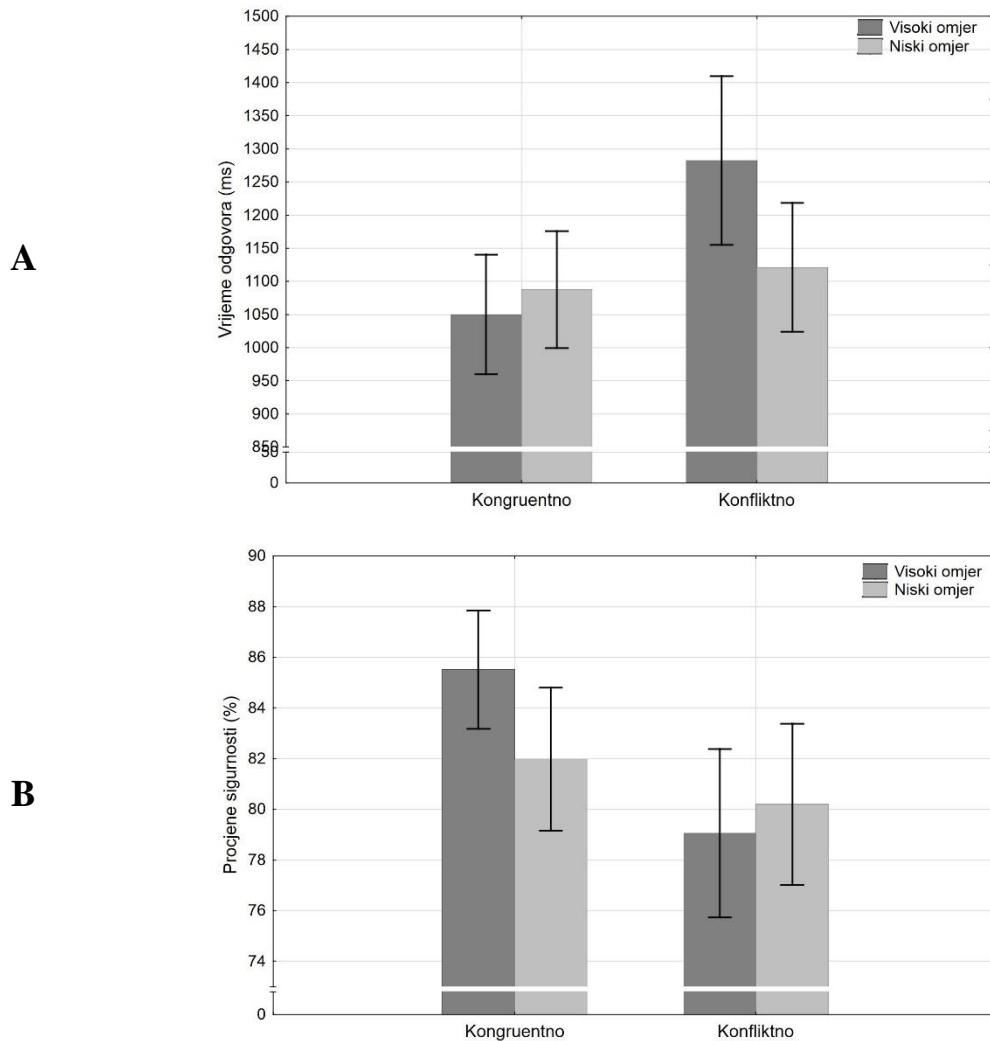 A
Vrijeme odgovora (ms)
1500
1450
1400
1350
1300
1250
1200
1150
1100
1050
1000
950
900
850
50
0
Visoki omjer
Niski omjer
Kongruentno Konfliktno
B
Procjene sigurnosti (%)
90
88
86
84
82
80
78
76
74
0
Visoki omjer
Niski omjer
Kongruentno Konfliktno